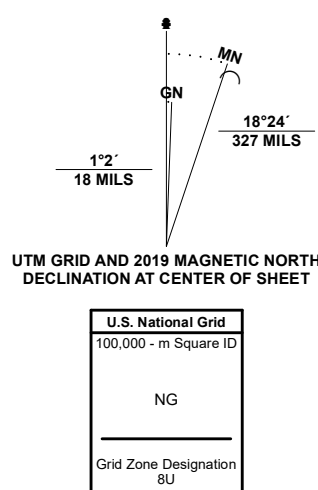 MN
GN
18°24´
327 MILS
1°2´
18 MILS
UTM GRID AND 2019 MAGNETIC NORTH
DECLINATION AT CENTER OF SHEET
U.S. National Grid
100,000 - m Square ID
NG
Grid Zone Designation
8U